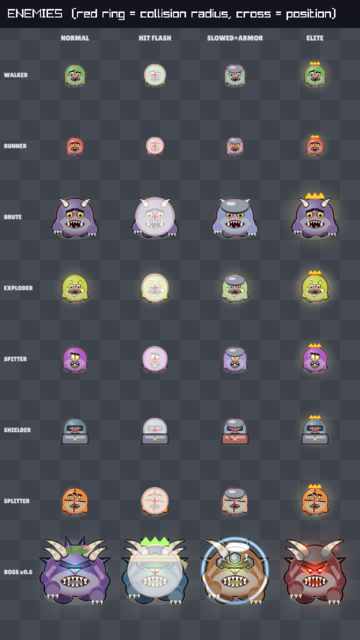 ENEMIES (red ring = collision radius, cross = position)
NORMAL HIT FLASH SLOWED+ARMOR ELITE
WALKER
RUNNER
BRUTE
EXPLODER
SPITTER
SHIELDER
SPLITTER
BOSS x0.6